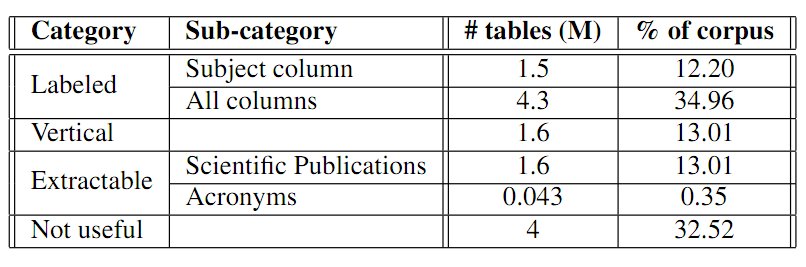 Category Sub-category # tables (M) % of corpus
Labeled Subject column 1.5 12.20
All columns 4.3 34.96
Vertical 1.6 13.01
Extractable Scientific Publications 1.6 13.01
Acronyms 0.043 0.35
Not useful 4 32.52